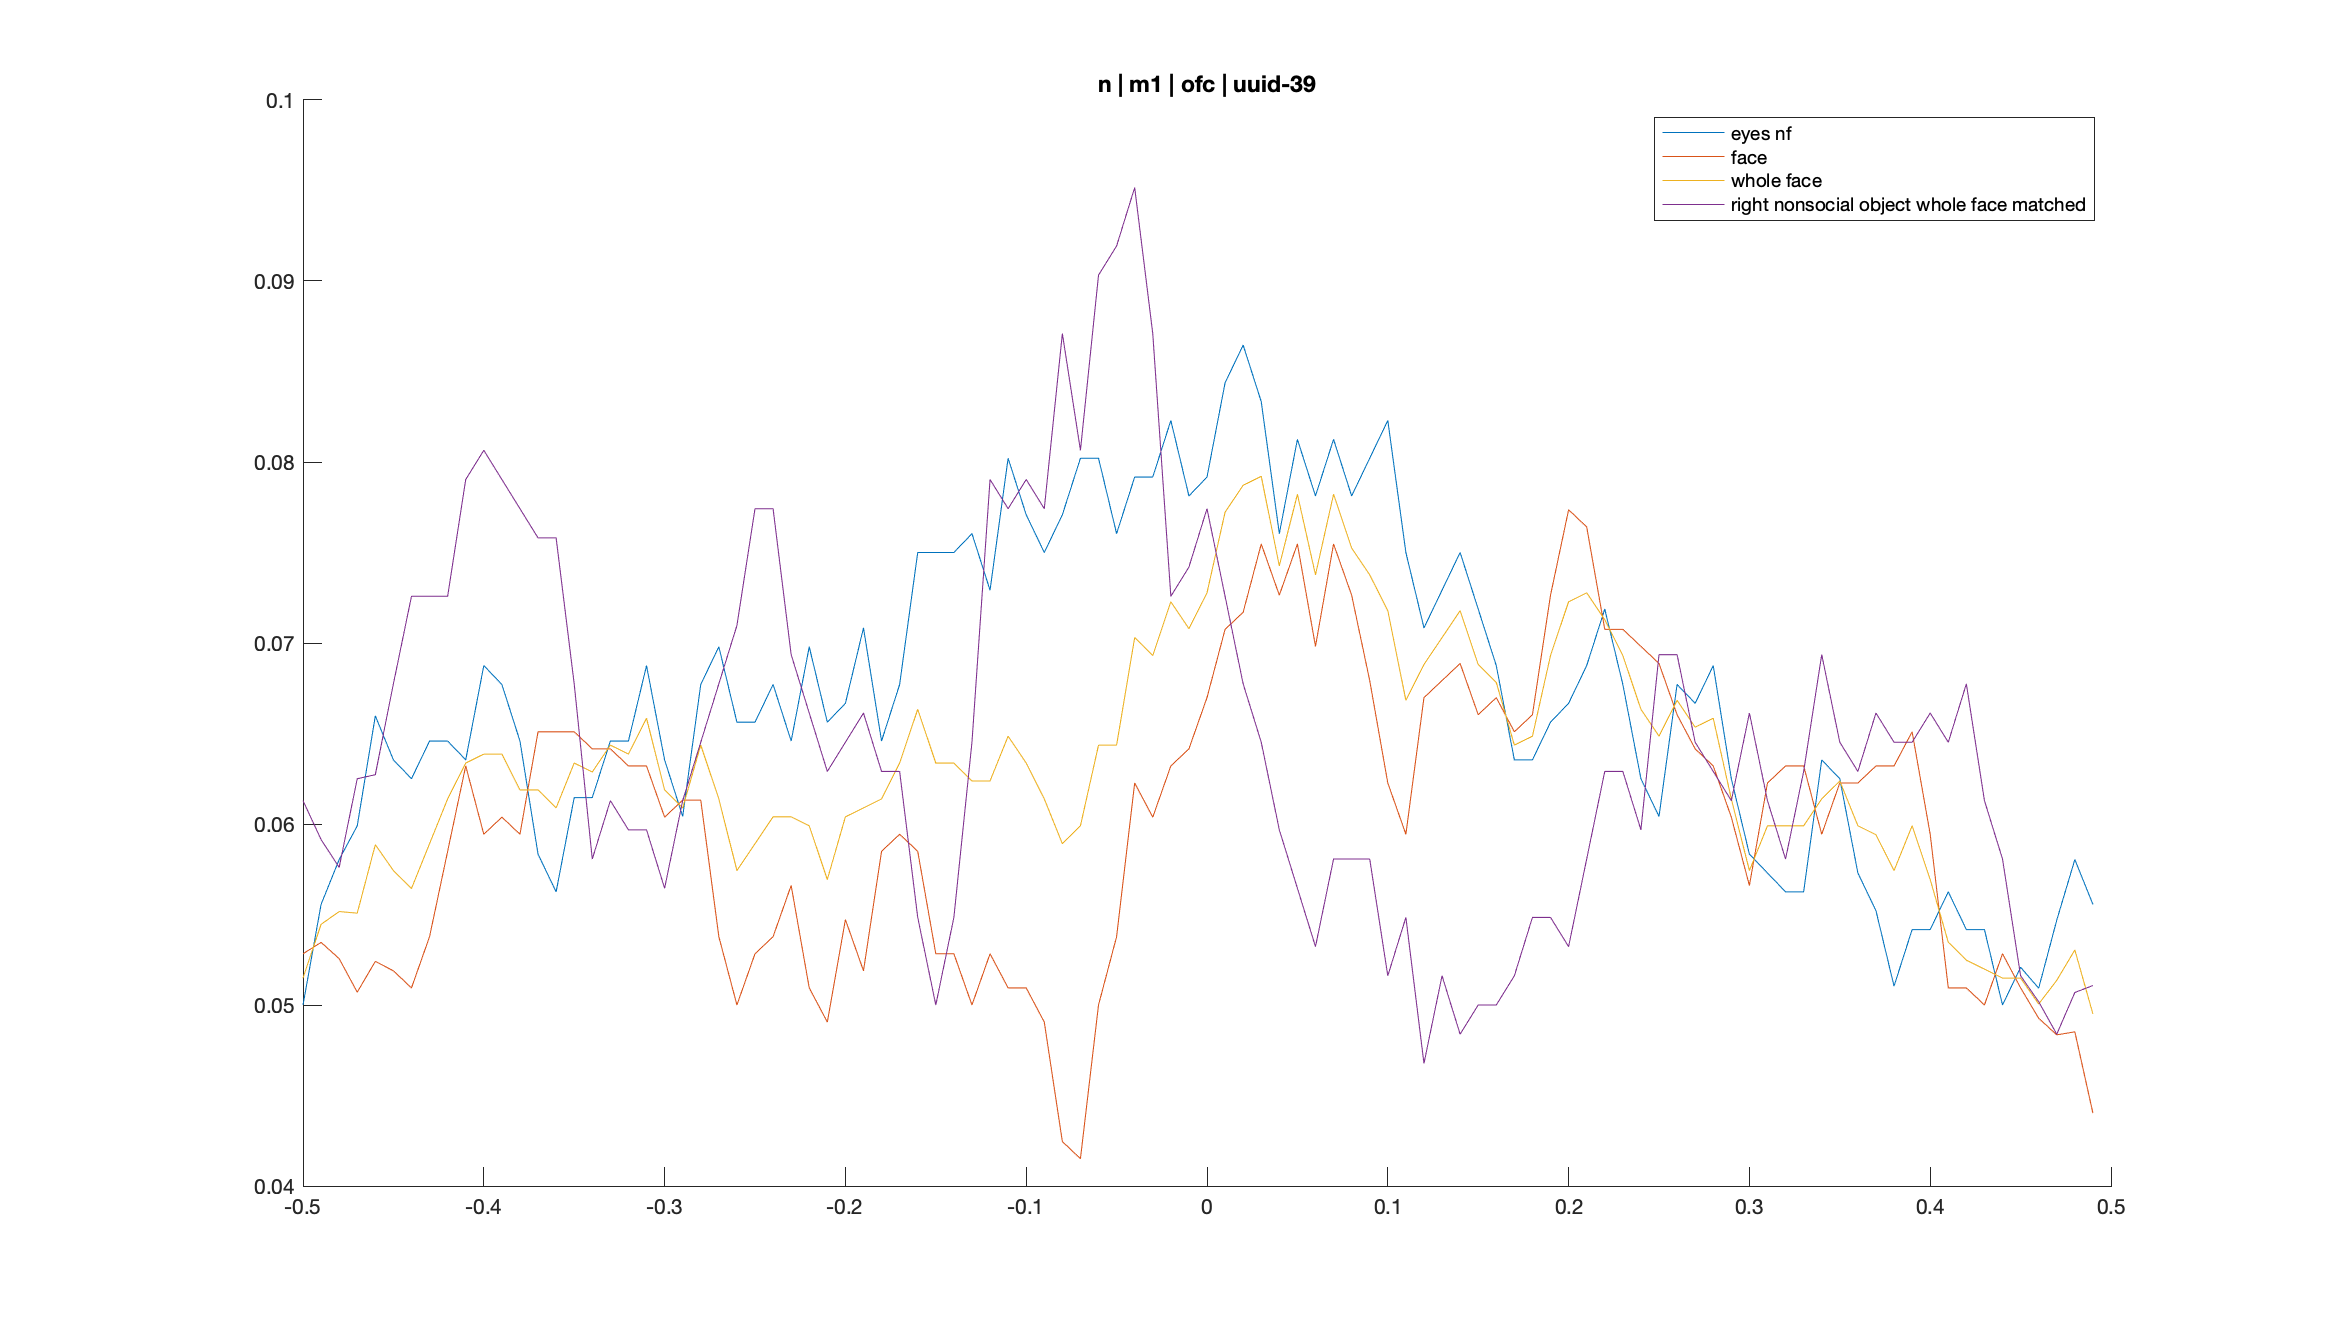 n | m1 | ofc | uuid-39
0.1
0.09
0.08
0.07
0.06
0.05
0.04
-0.5 -0.4 -0.3 -0.2 -0.1 0 0.1 0.2 0.3 0.4 0.5
eyes nf
face
whole face
right nonsocial object whole face matched